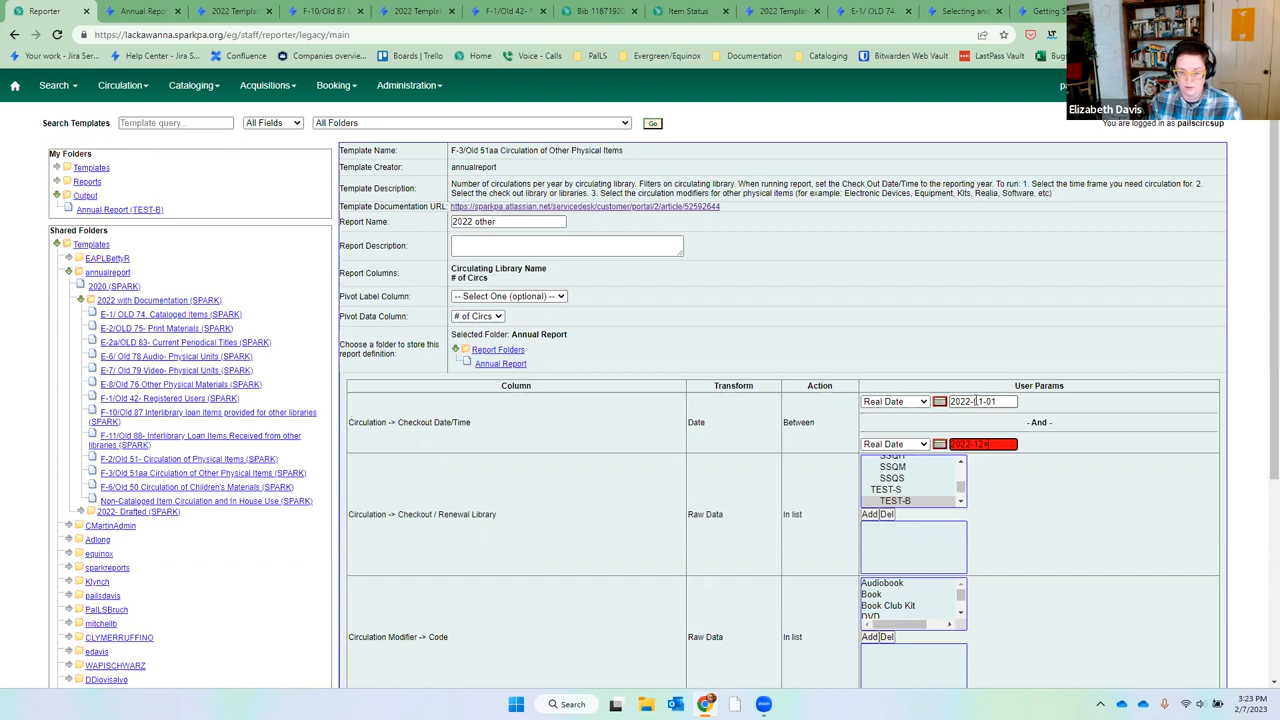 F-10/Old 87
F-1/Old 42-
Bib 11871928
Item Status
2022 TEMP
E-1/ OLD 74.
Selecting and
Getting S
https://lackawanna.sparkpa.org/eg/staff/reporter/legacy/main
Your work - Jira Ser...
Help Center - Jira S...
Confluence
Companies overvie...
Boards | Trello
Home
Voice - Calls
PaILS
Evergreen/Equinox
Documentation
Cataloging
Bitwarden Web Vault
LastPass Vault
Search
Circulation
Cataloging
Acquisitions
Booking
Administration
Elizabeth Davis
You are logged in as pailscircsup
Search Templates
Template query...
All Fields
All Folders
Go
My Folders
Templates
Reports
Output
Annual Report (TEST-B)
Shared Folders
Templates
EAPLBettyR
annualreport
2020 (SPARK)
2022 with Documentation (SPARK)
E-1/ OLD 74. Cataloged Items (SPARK)
E-2/OLD 75- Print Materials (SPARK)
E-2a/OLD 83- Current Periodical Titles (SPARK)
E-6/ Old 78 Audio- Physical Units (SPARK)
E-7/ Old 79 Video- Physical Units (SPARK)
E-8/Old 76 Other Physical Materials (SPARK)
F-1/Old 42- Registered Users (SPARK)
F-10/Old 87 Interlibrary loan items provided for other libraries
(SPARK)
F-11/Old 88- Interlibrary Loan Items Received from other
libraries (SPARK)
F-2/Old 51- Circulation of Physical Items (SPARK)
F-3/Old 51aa Circulation of Other Physical Items (SPARK)
F-6/Old 50 Circulation of Children's Materials (SPARK)
Non-Cataloged Item Circulation and In House Use (SPARK)
2022- Drafted (SPARK)
CMartinAdmin
Adlong
equinox
sparkreports
Klynch
pailsdavis
PaILSBruch
mitchellb
CLYMERRUFFINO
edavis
WAPISCHWARZ
DDiovisalvo
Template Name:
F-3/Old 51aa Circulation of Other Physical Items
Template Creator:
annualreport
Template Description:
Number of circulations per year by circulating library. Filters on circulating library. When running report, set the Check Out Date/Time to the reporting year. To run: 1. Select the time frame you need circulation for. 2.
Select the check out library or libraries. 3. Select the circulation modifiers for other physical items (for example: Electronic Devices, Equipment, Kits, Realia, Software, etc)
Template Documentation URL:
https://sparkpa.atlassian.net/servicedesk/customer/portal/2/article/52592644
Report Name:
2022 other
Report Description:
Report Columns:
Circulating Library Name
# of Circs
Pivot Label Column:
-- Select One (optional) --
Pivot Data Column:
# of Circs
Choose a folder to store this
report definition:
Selected Folder: Annual Report
Report Folders
Annual Report
Column
Transform
Action
User Params
Circulation -> Checkout Date/Time
Date
Between
Real Date
2022-01-01
- And -
Real Date
Circulation -> Checkout / Renewal Library
Raw Data
In list
SSQH
SSQM
SSQS
TEST-S
TEST-B
Add Del
Circulation Modifier -> Code
Raw Data
In list
Audiobook
Book
Book Club Kit
DVD
Add Del
Search
3:23 PM
2/7/2023